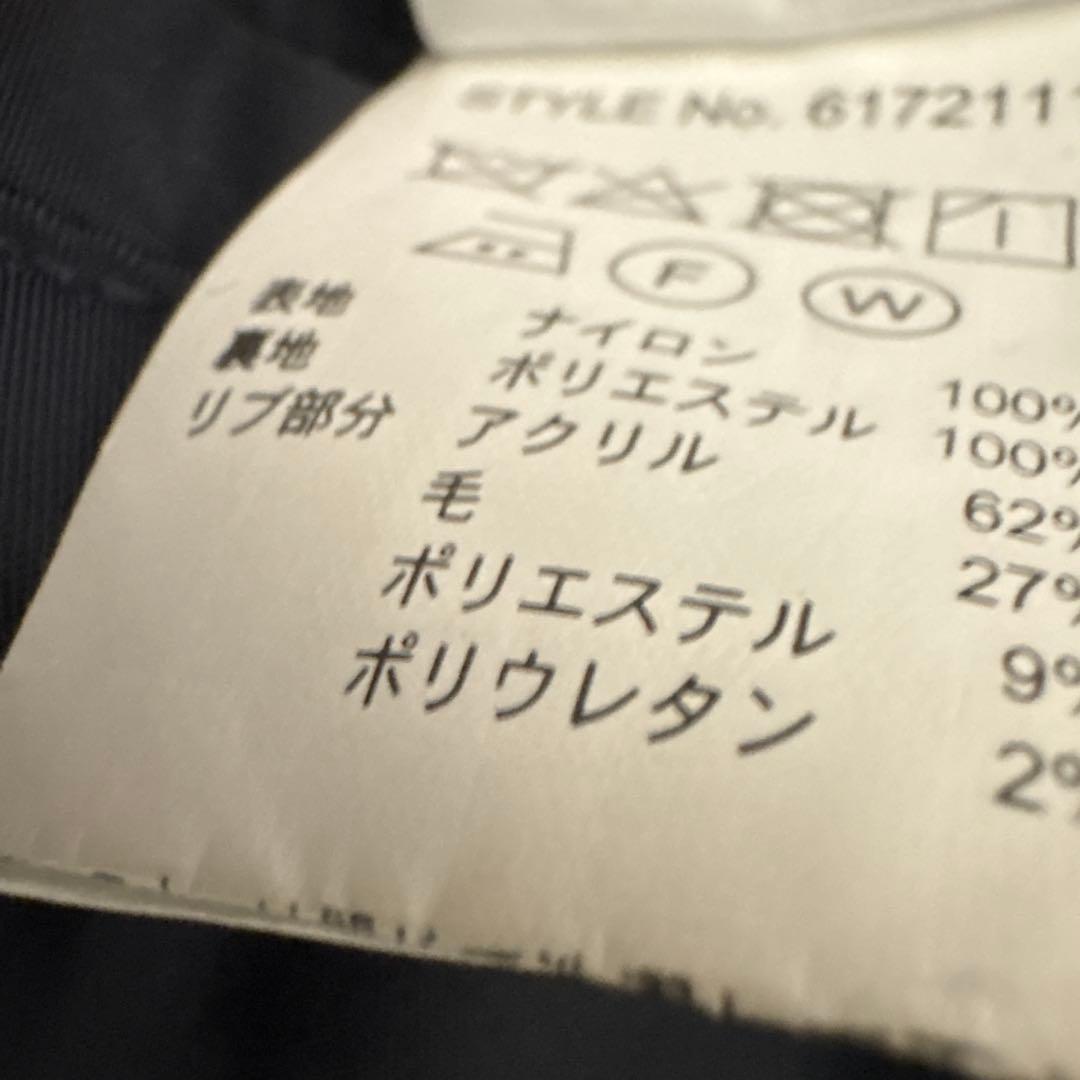 STYLE No. 6172111
F W
表地 ナイロン 100%
裏地 ポリエステル 100%
リブ部分 アクリル 62%
毛 27%
ポリエステル 9%
ポリウレタン 2%